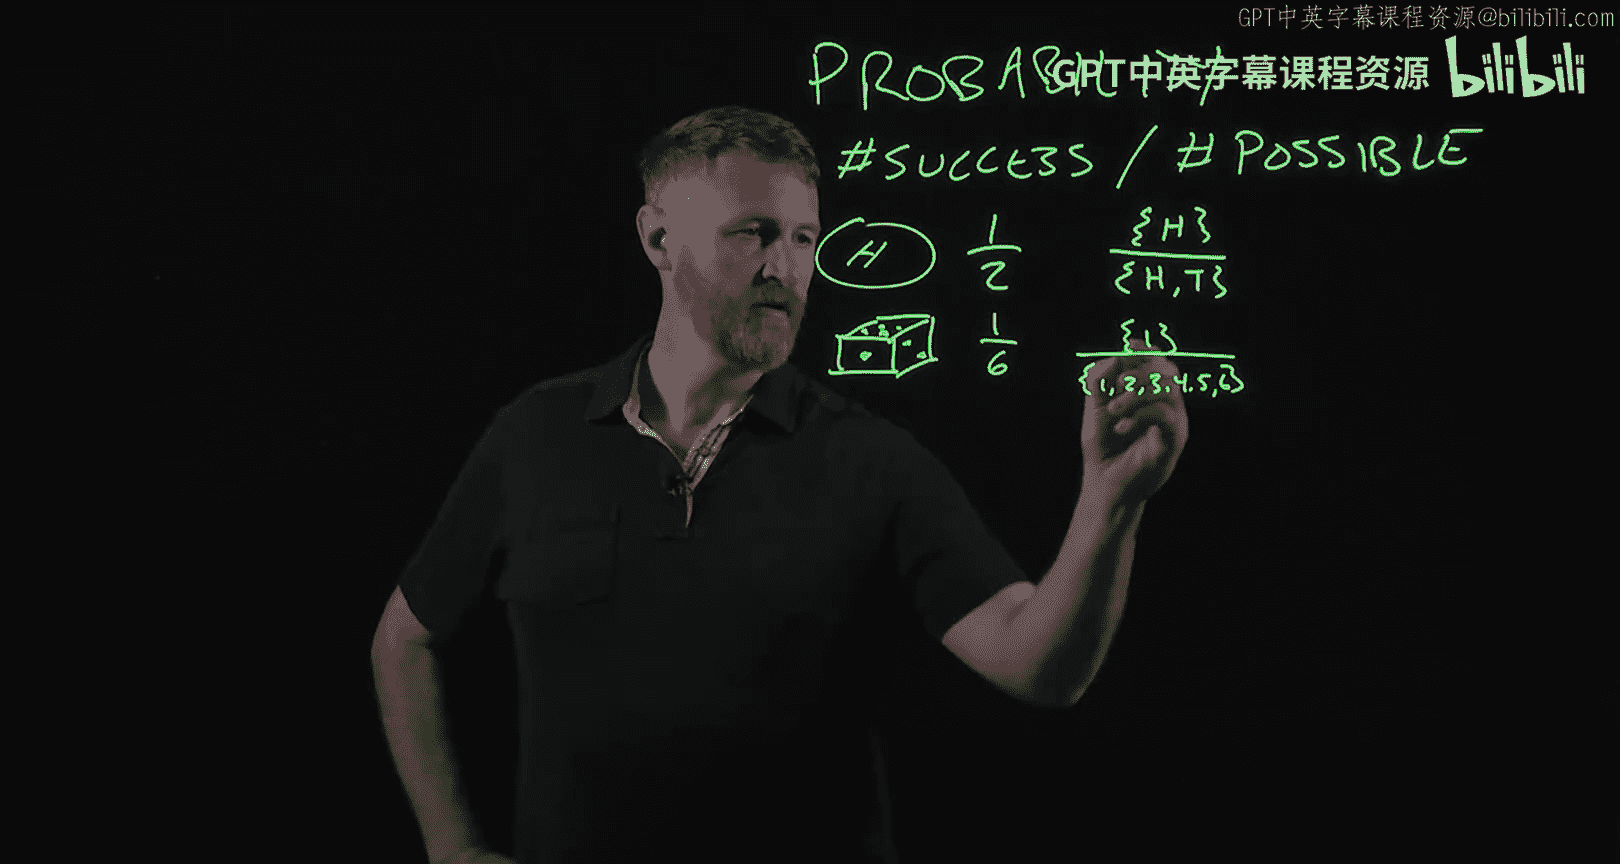 GPT中英字幕课程资源@bilibili.com
PROBABILITY
GPT中英字幕课程资源 bilibili
#SUCCESS / #POSSIBLE
H 1/2 {H}/{H,T}
1/6 {1}/{1,2,3,4,5,6}